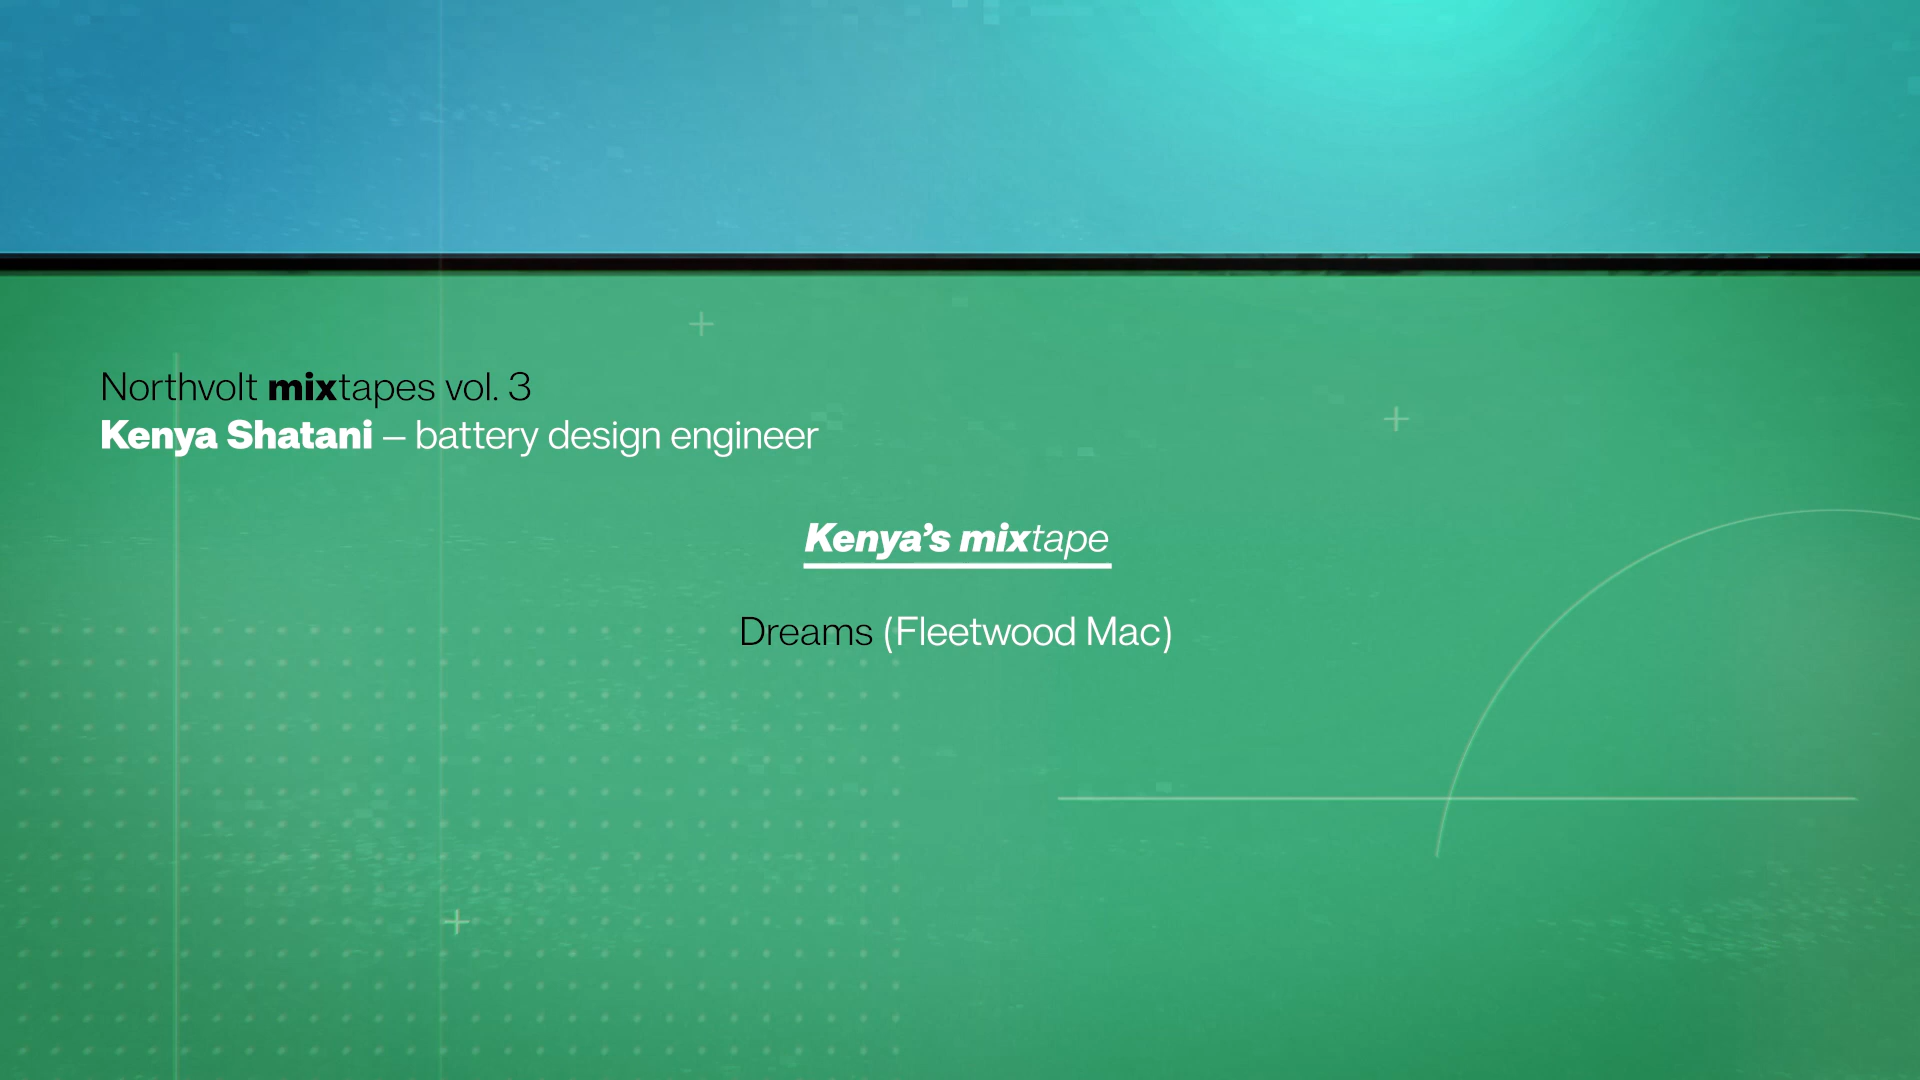 Northvolt mixtapes vol. 3
Kenya Shatani – battery design engineer
Kenya’s mixtape
Dreams (Fleetwood Mac)